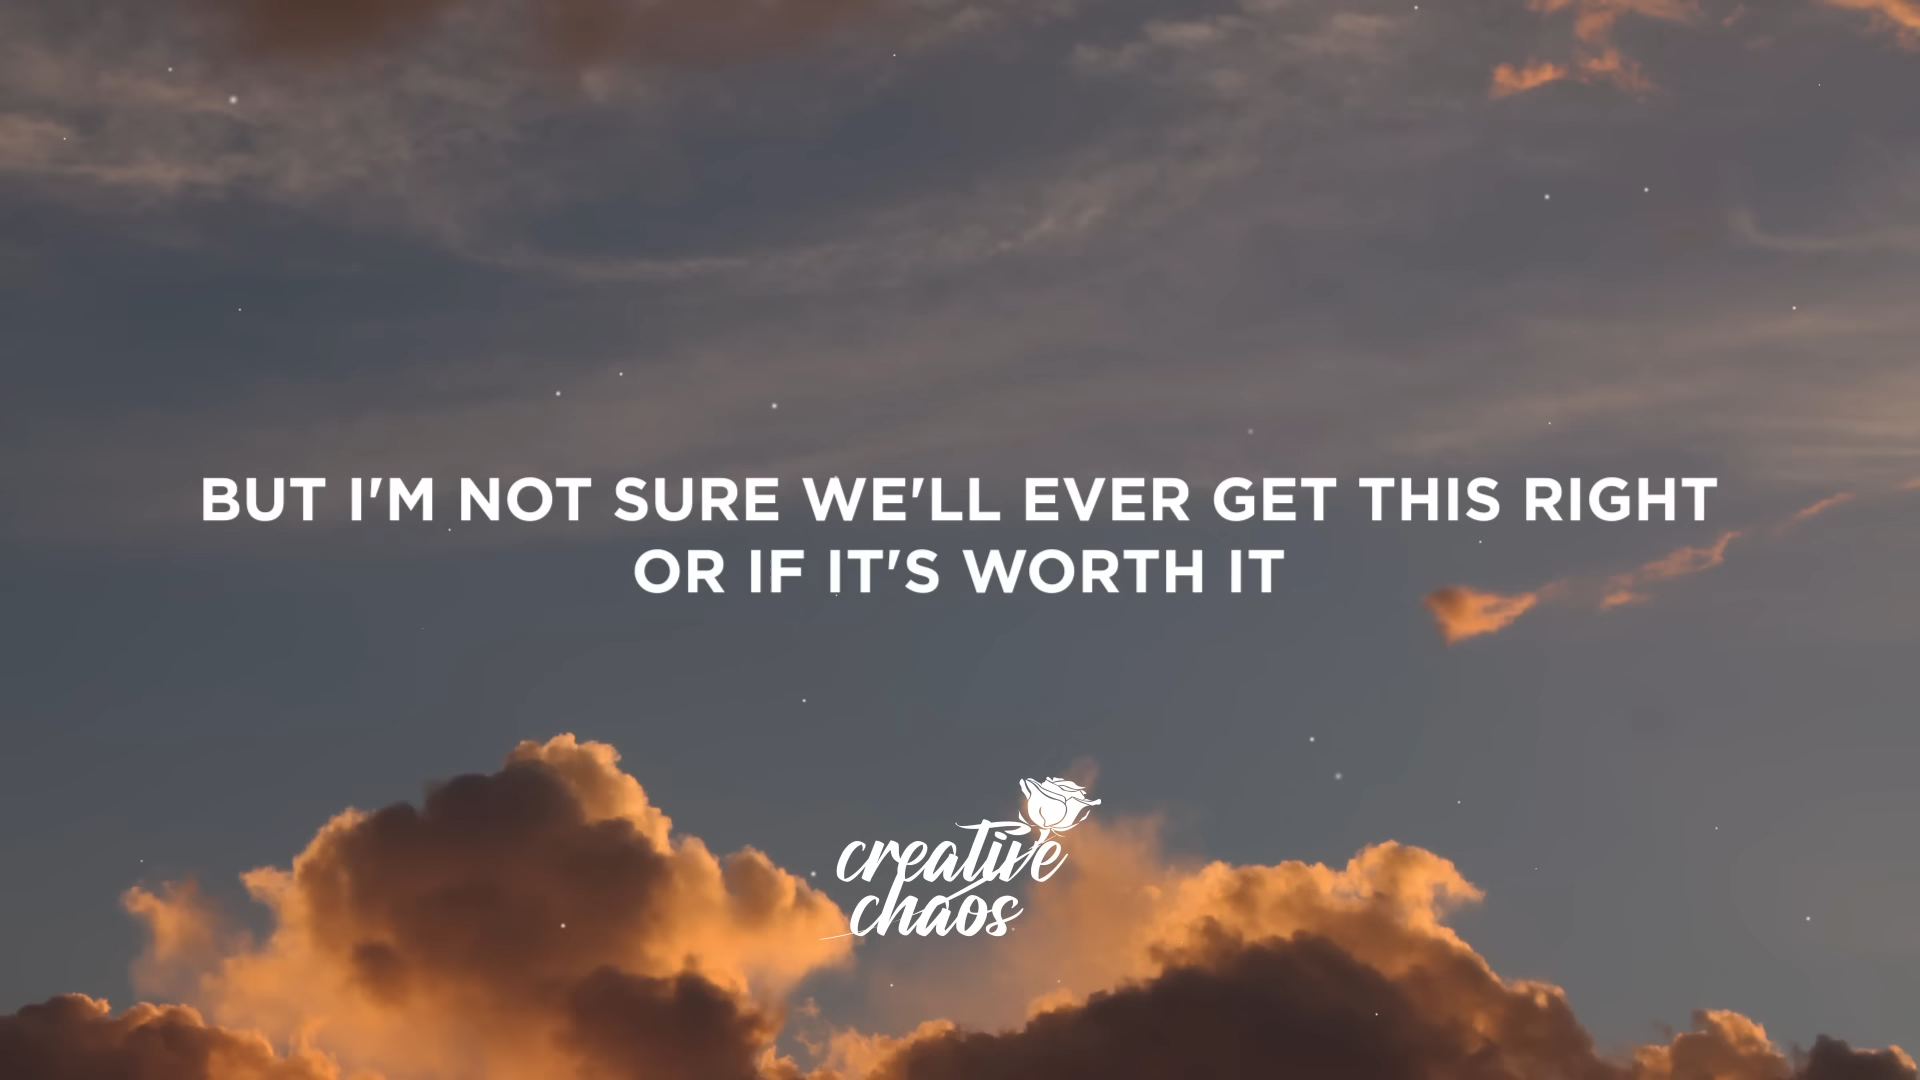 BUT I'M NOT SURE WE'LL EVER GET THIS RIGHT
OR IF IT'S WORTH IT
creative
chaos